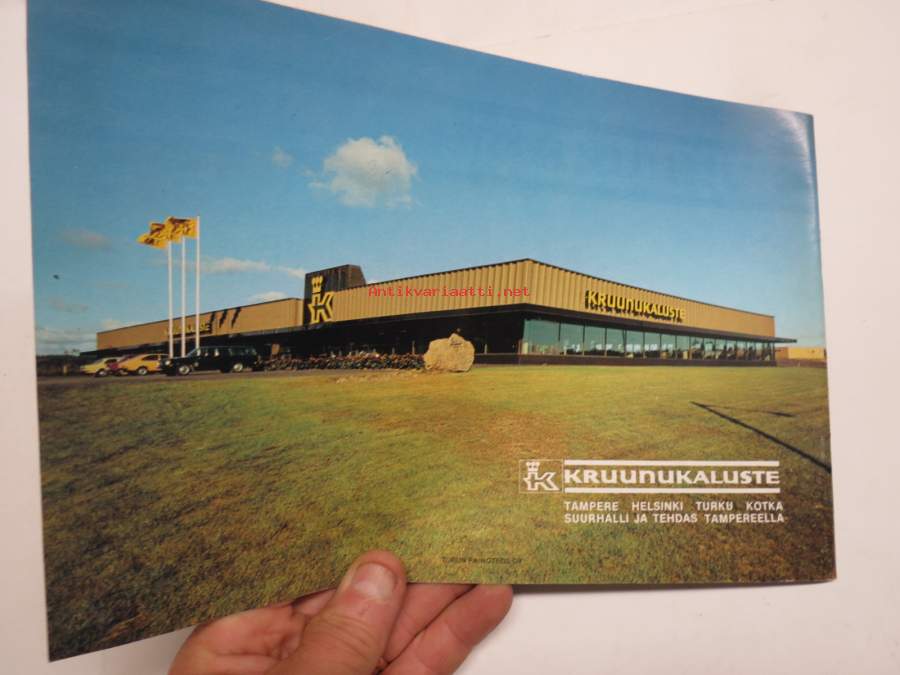 Antikvariaatti.net
KRUUNUKALUSTE
K
KRUUNUKALUSTE
TAMPERE HELSINKI TURKU KOTKA
SUURHALLI JA TEHDAS TAMPEREELLA